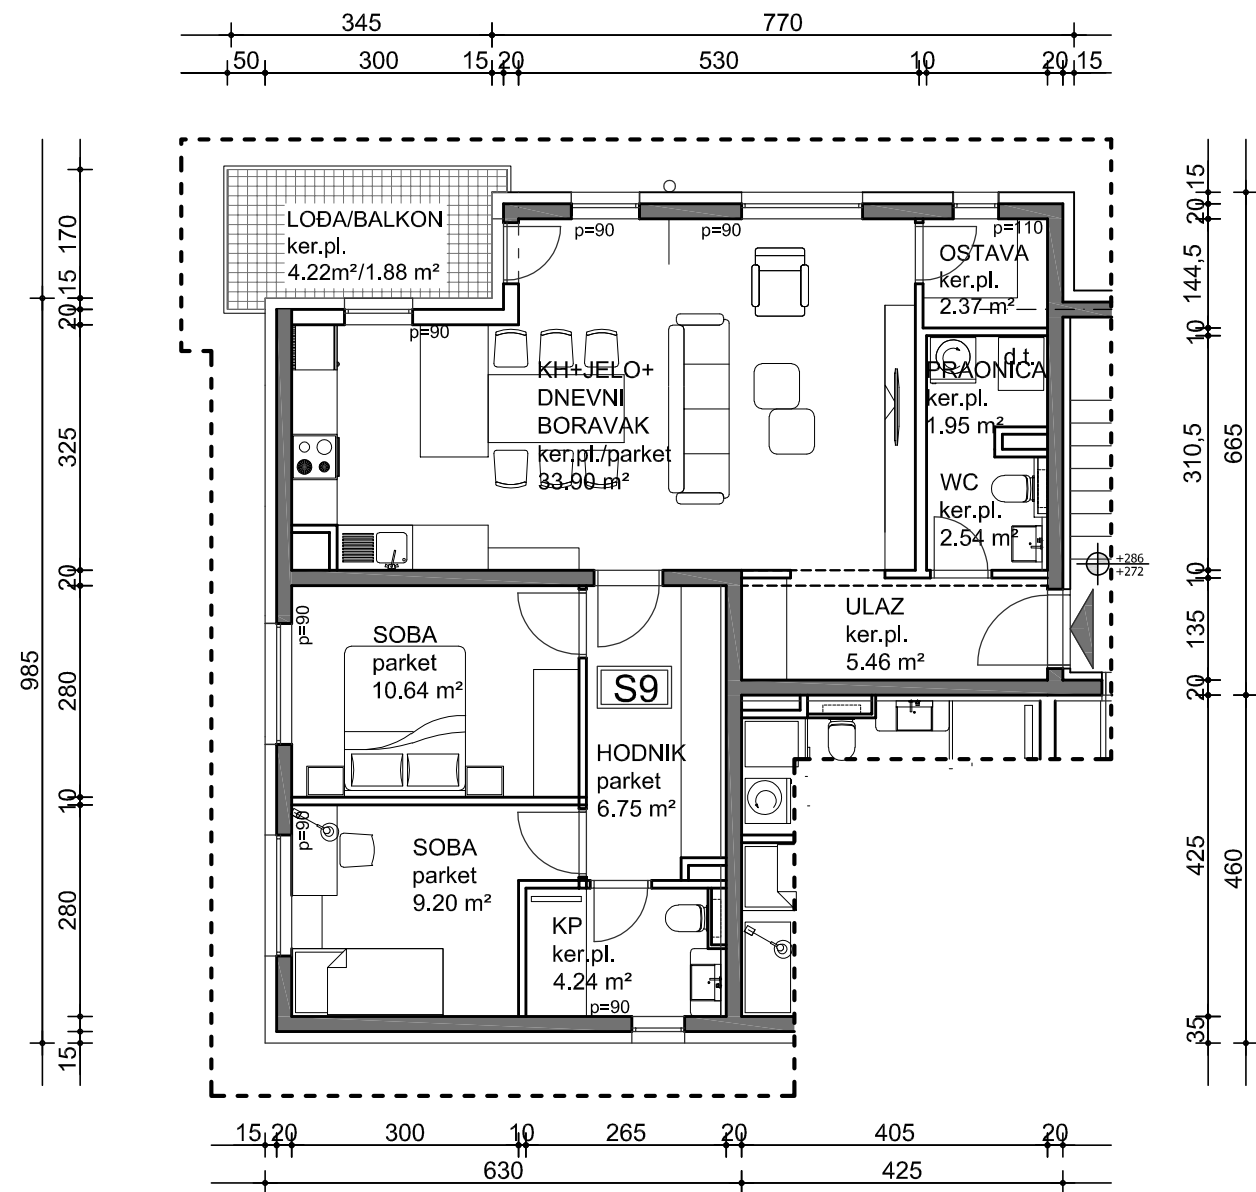 345 770
50 300 15 20 530 10 20 15
LOĐA/BALKON
ker.pl.
4.22m²/1.88 m²
p=90
p=90
p=110
OSTAVA
ker.pl.
2.37 m²
p=90
KH+JELO+
DNEVNI
BORAVAK
ker.pl./parket
33.90 m²
d.t.
PRAONICA
ker.pl.
1.95 m²
WC
ker.pl.
2.54 m²
+286
+272
ULAZ
ker.pl.
5.46 m²
p=90
SOBA
parket
10.64 m²
S9
HODNIK
parket
6.75 m²
p=90
SOBA
parket
9.20 m²
KP
ker.pl.
4.24 m²
p=90
985
170
15
20
325
20
280
10
280
15
15
20
144,5
10
310,5
10
135
20
425
35
665
460
15 20 300 10 265 20 405 20
630 425